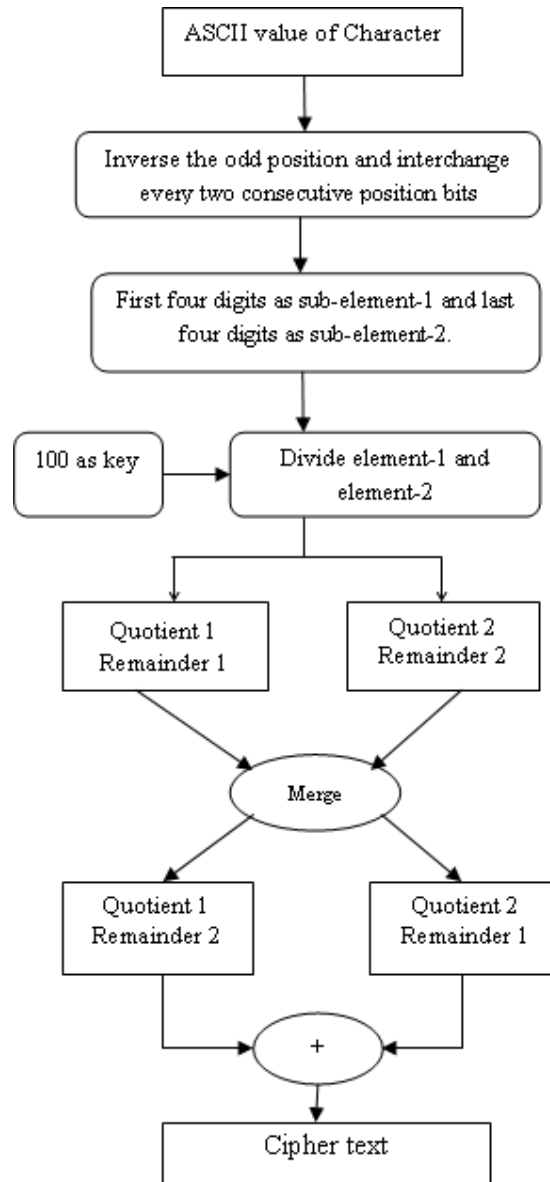 ASCII value of Character
Inverse the odd position and interchange
every two consecutive position bits
First four digits as sub-element-1 and last
four digits as sub-element-2.
100 as key
Divide element-1 and
element-2
Quotient 1
Remainder 1
Quotient 2
Remainder 2
Merge
Quotient 1
Remainder 2
Quotient 2
Remainder 1
+
Cipher text